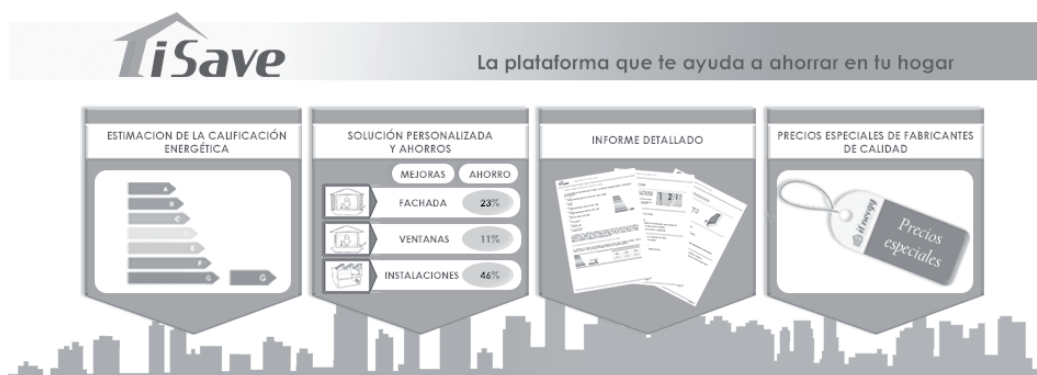 iSave
La plataforma que te ayuda a ahorrar en tu hogar
ESTIMACION DE LA CALIFICACIÓN
ENERGÉTICA
A
B
C
F
G
G
SOLUCIÓN PERSONALIZADA
Y AHORROS
MEJORAS AHORRO
FACHADA 23%
VENTANAS 11%
INSTALACIONES 46%
INFORME DETALLADO
iSave
PRECIOS ESPECIALES DE FABRICANTES
DE CALIDAD
Precios
especiales